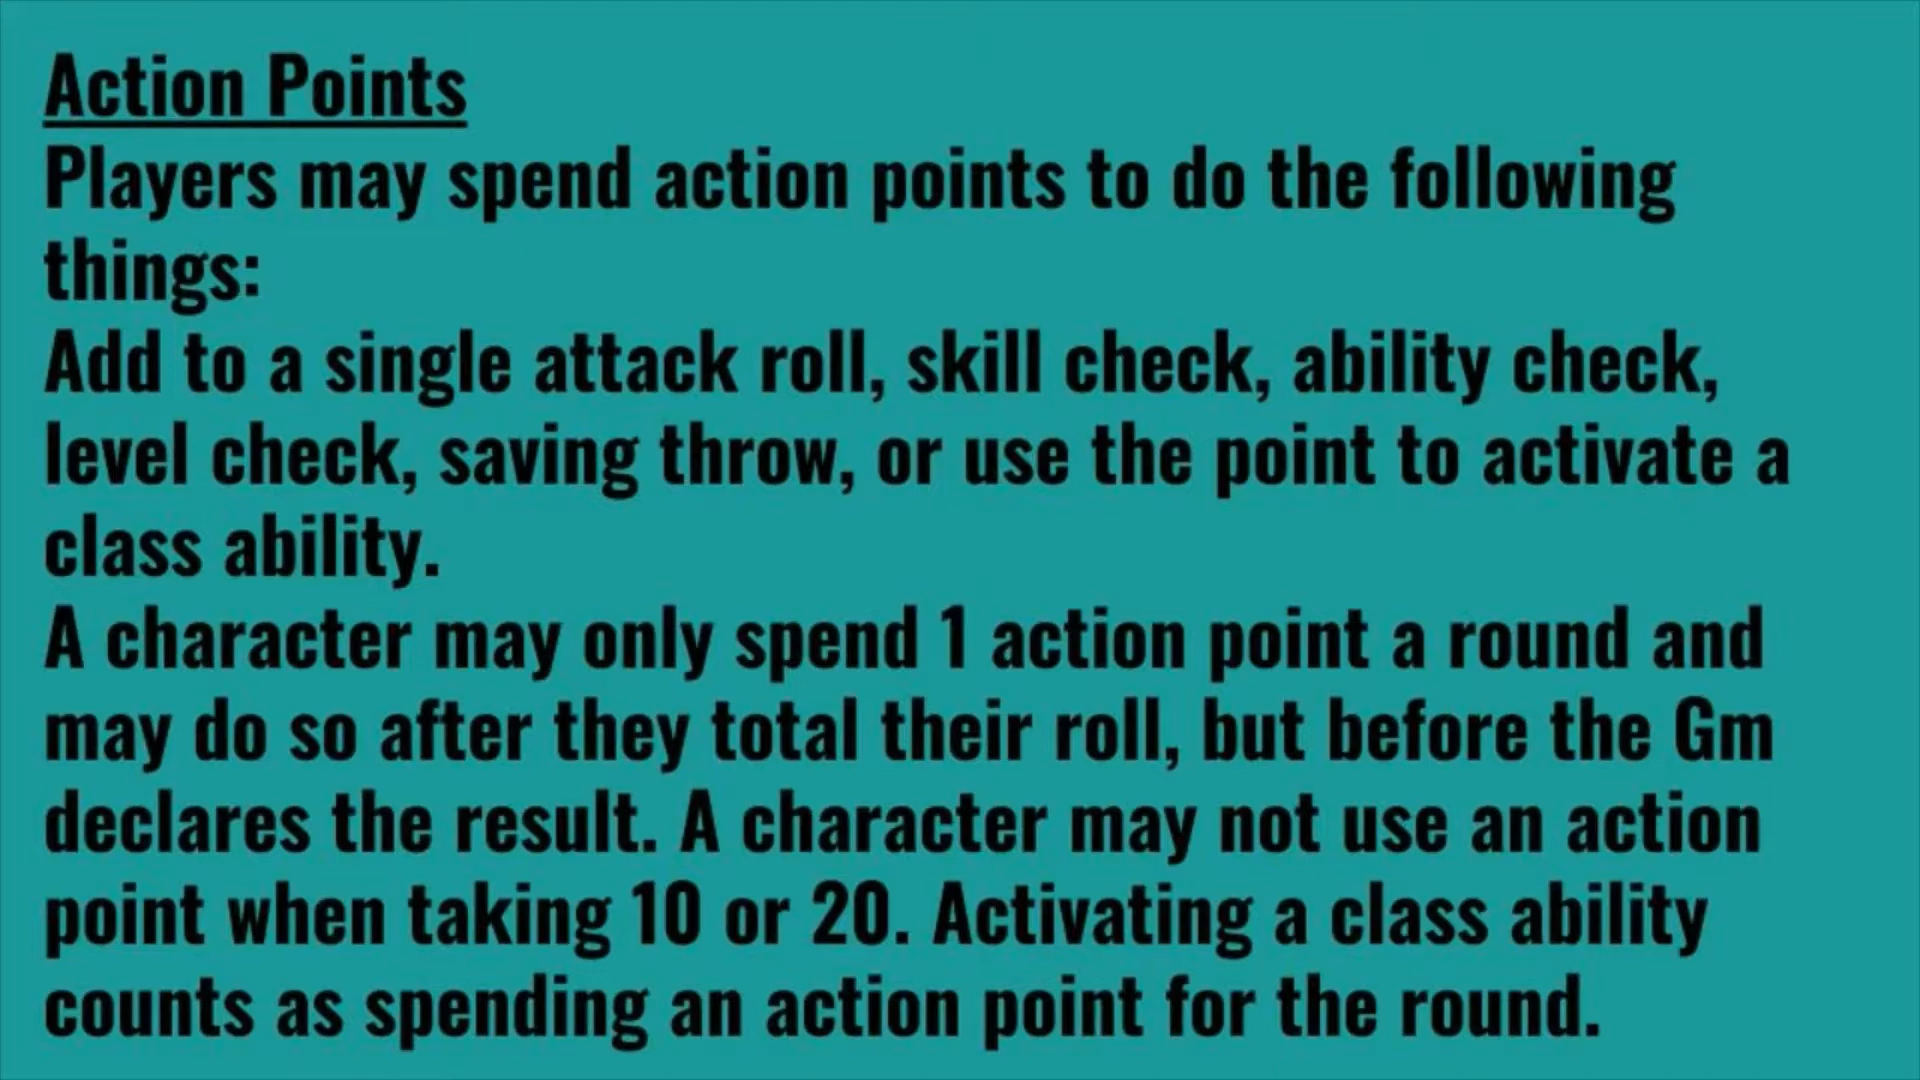 Action Points
Players may spend action points to do the following
things:
Add to a single attack roll, skill check, ability check,
level check, saving throw, or use the point to activate a
class ability.
A character may only spend 1 action point a round and
may do so after they total their roll, but before the Gm
declares the result. A character may not use an action
point when taking 10 or 20. Activating a class ability
counts as spending an action point for the round.